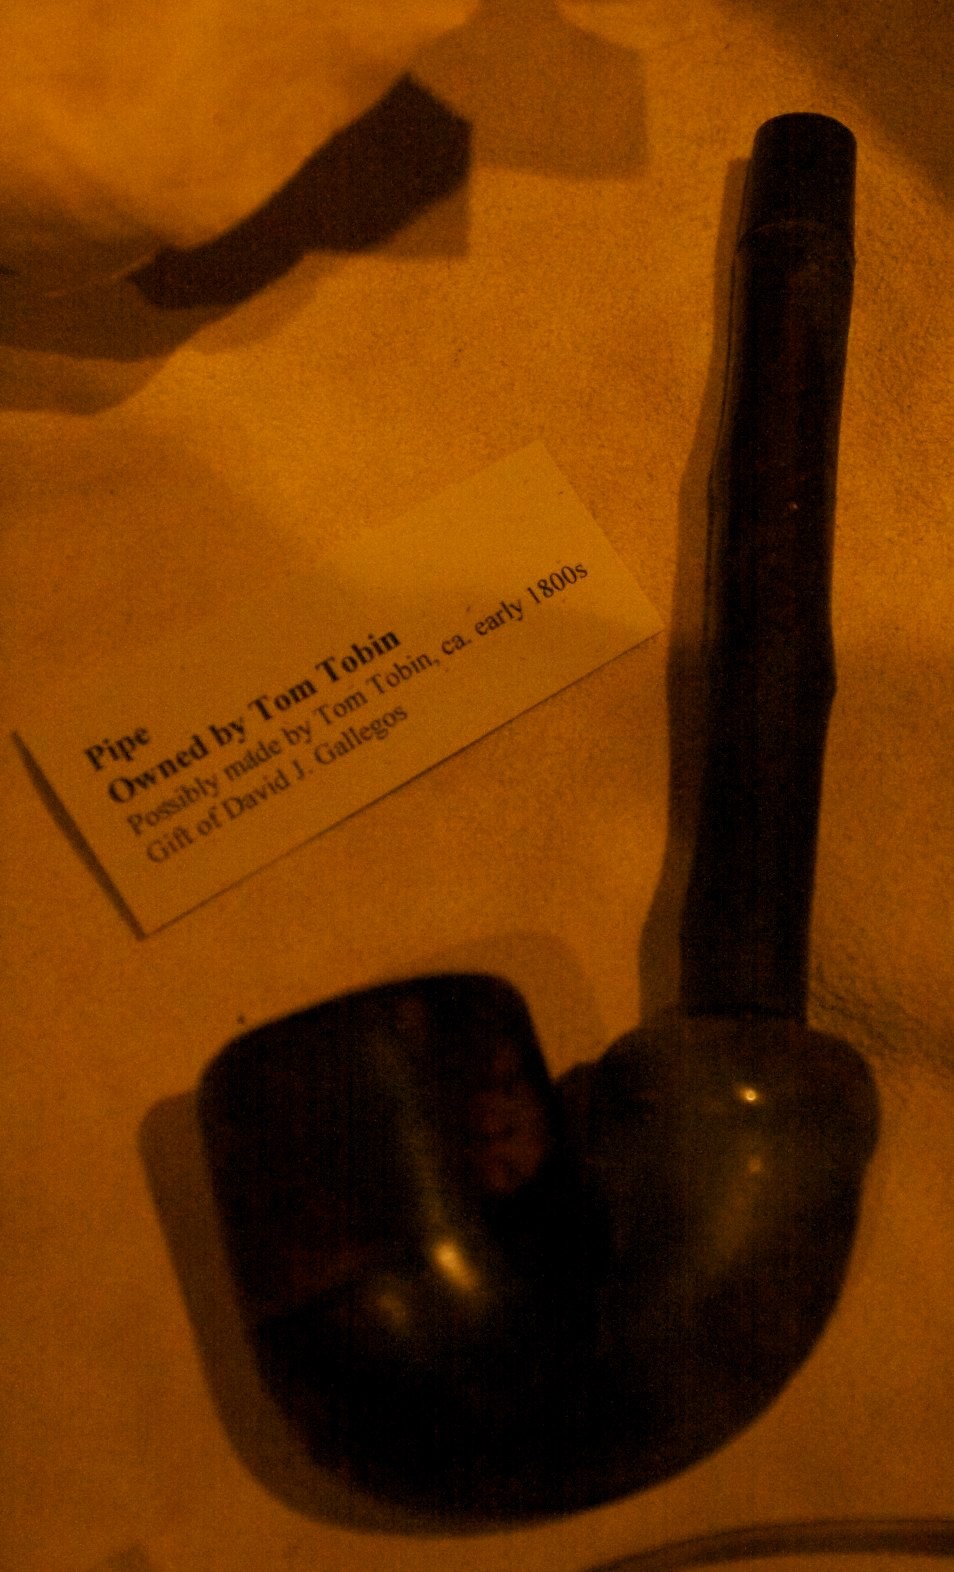 Pipe
Owned by Tom Tobin
Possibly made by Tom Tobin, ca. early 1800s
Gift of David J. Gallegos